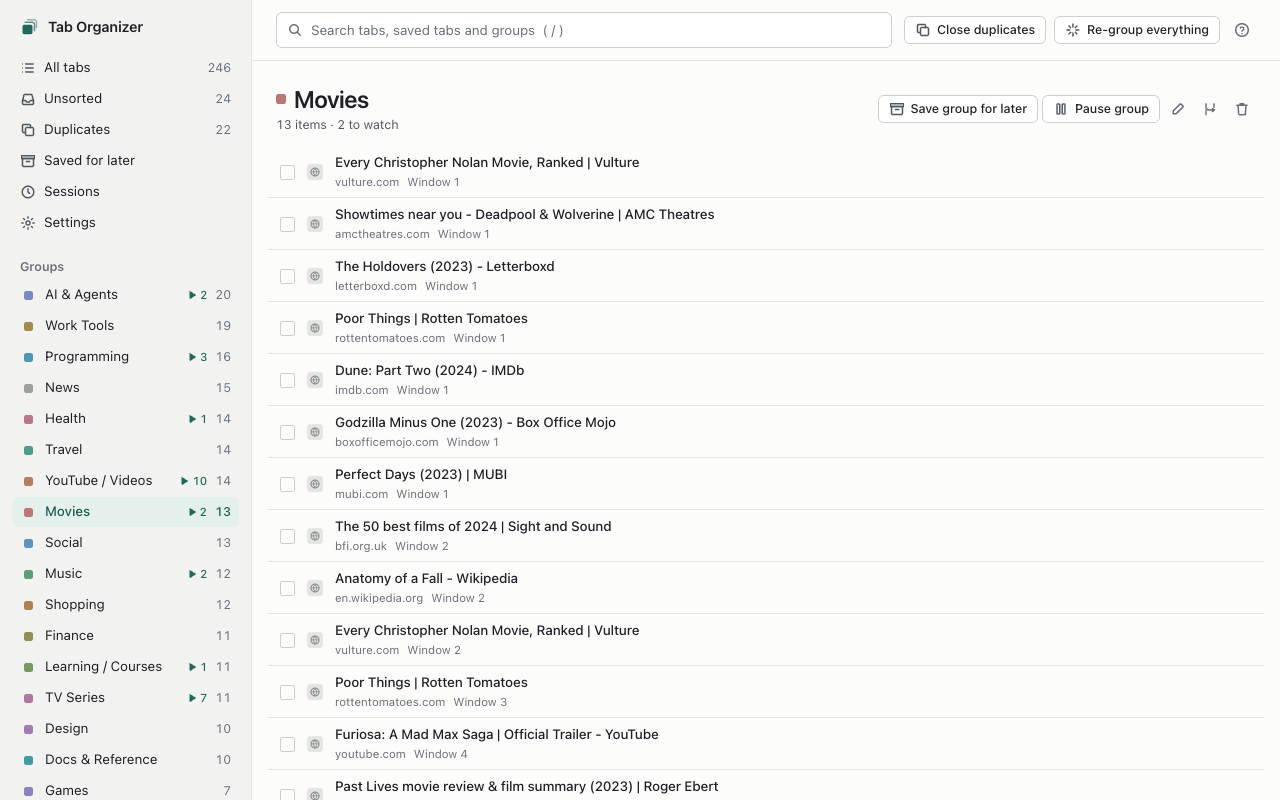 Tab Organizer
All tabs 246
Unsorted 24
Duplicates 22
Saved for later
Sessions
Settings
Groups
AI & Agents 2 20
Work Tools 19
Programming 3 16
News 15
Health 1 14
Travel 14
YouTube / Videos 10 14
Movies 2 13
Social 13
Music 2 12
Shopping 12
Finance 11
Learning / Courses 1 11
TV Series 7 11
Design 10
Docs & Reference 10
Games 7
Search tabs, saved tabs and groups ( / )
Close duplicates
Re-group everything
Movies
13 items · 2 to watch
Save group for later
Pause group
Every Christopher Nolan Movie, Ranked | Vulture
vulture.com Window 1
Showtimes near you - Deadpool & Wolverine | AMC Theatres
amctheatres.com Window 1
The Holdovers (2023) - Letterboxd
letterboxd.com Window 1
Poor Things | Rotten Tomatoes
rottentomatoes.com Window 1
Dune: Part Two (2024) - IMDb
imdb.com Window 1
Godzilla Minus One (2023) - Box Office Mojo
boxofficemojo.com Window 1
Perfect Days (2023) | MUBI
mubi.com Window 1
The 50 best films of 2024 | Sight and Sound
bfi.org.uk Window 2
Anatomy of a Fall - Wikipedia
en.wikipedia.org Window 2
Every Christopher Nolan Movie, Ranked | Vulture
vulture.com Window 2
Poor Things | Rotten Tomatoes
rottentomatoes.com Window 3
Furiosa: A Mad Max Saga | Official Trailer - YouTube
youtube.com Window 4
Past Lives movie review & film summary (2023) | Roger Ebert